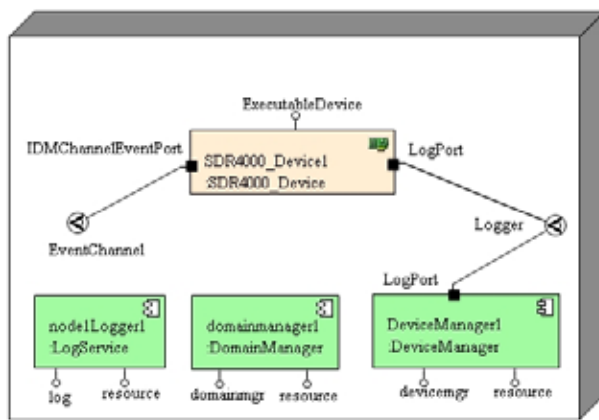 ExecutableDevice
IDMChannelEventPort
LogPort
SDR4000_Device1
:SDR4000_Device
Logger
EventChannel
LogPort
node1Logger1
:LogService
domainmanager1
:DomainManager
DeviceManager1
:DeviceManager
log
resource
domainmgr
resource
devicemgr
resource